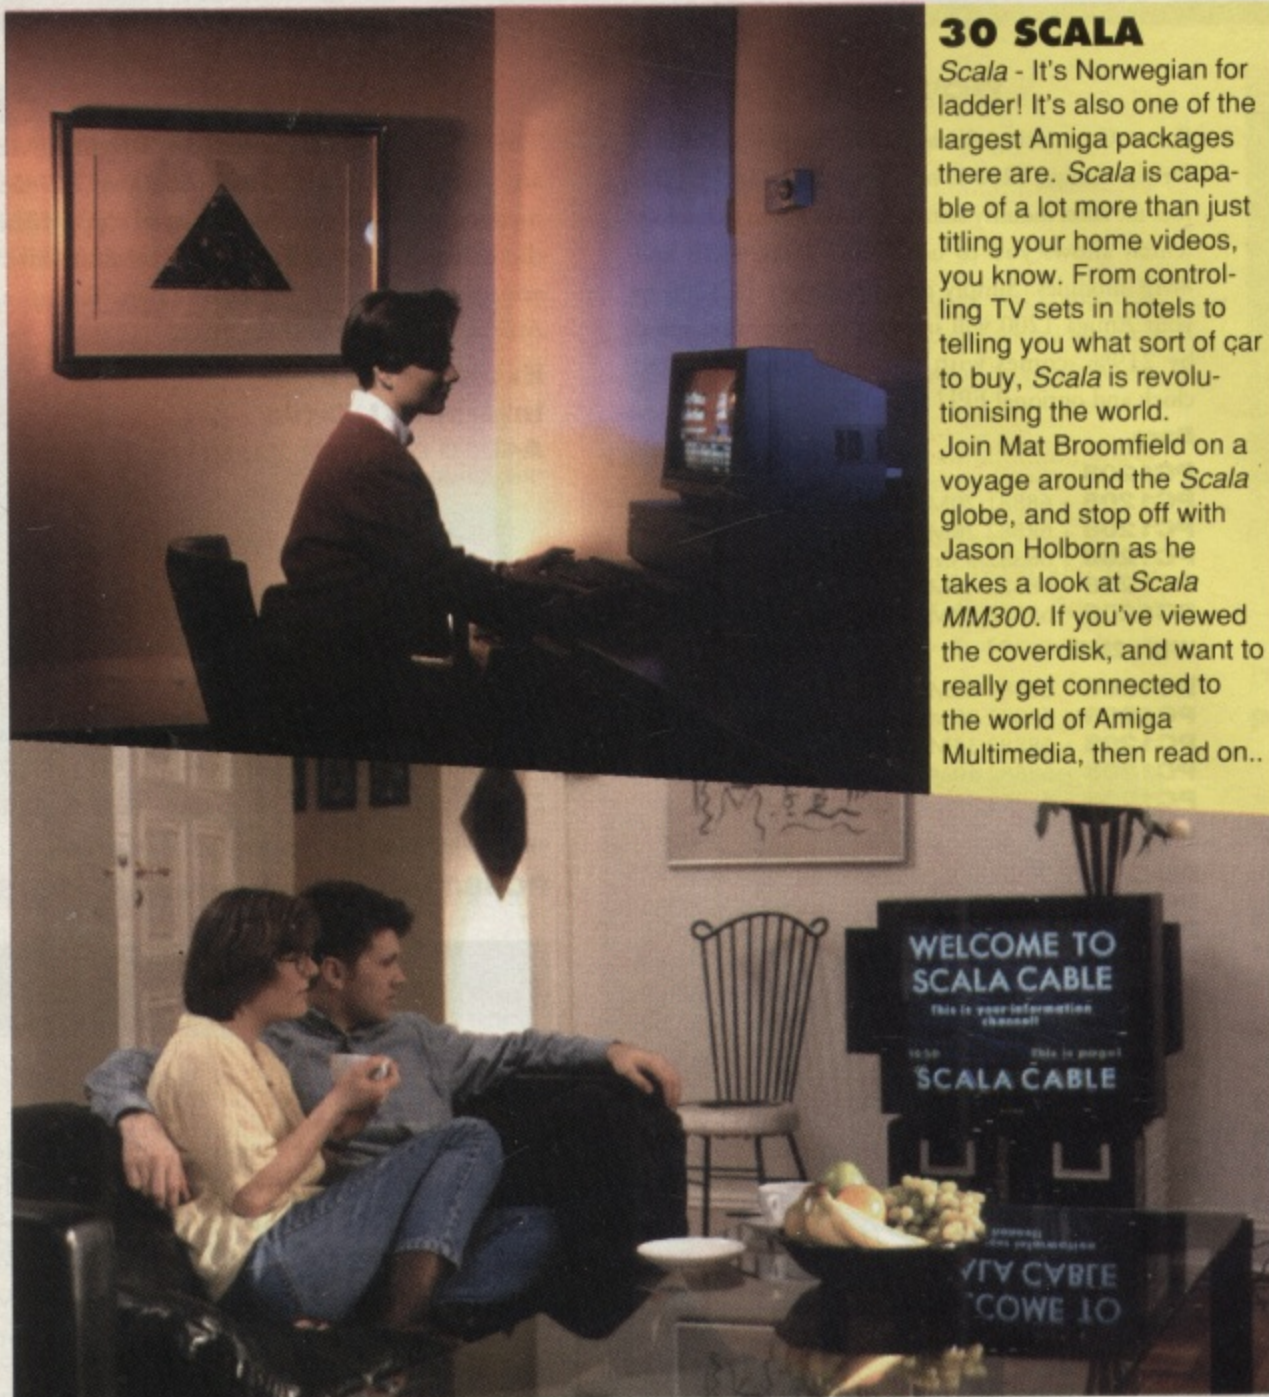 30 SCALA
Scala - It's Norwegian for
ladder! It's also one of the
largest Amiga packages
there are. Scala is capa-
ble of a lot more than just
titling your home videos,
you know. From control-
ling TV sets in hotels to
telling you what sort of car
to buy, Scala is revolu-
tionising the world.
Join Mat Broomfield on a
voyage around the Scala
globe, and stop off with
Jason Holborn as he
takes a look at Scala
MM300. If you've viewed
the coverdisk, and want to
really get connected to
the world of Amiga
Multimedia, then read on..
WELCOME TO
SCALA CABLE
This is your information
channel!
This is page1
SCALA CABLE